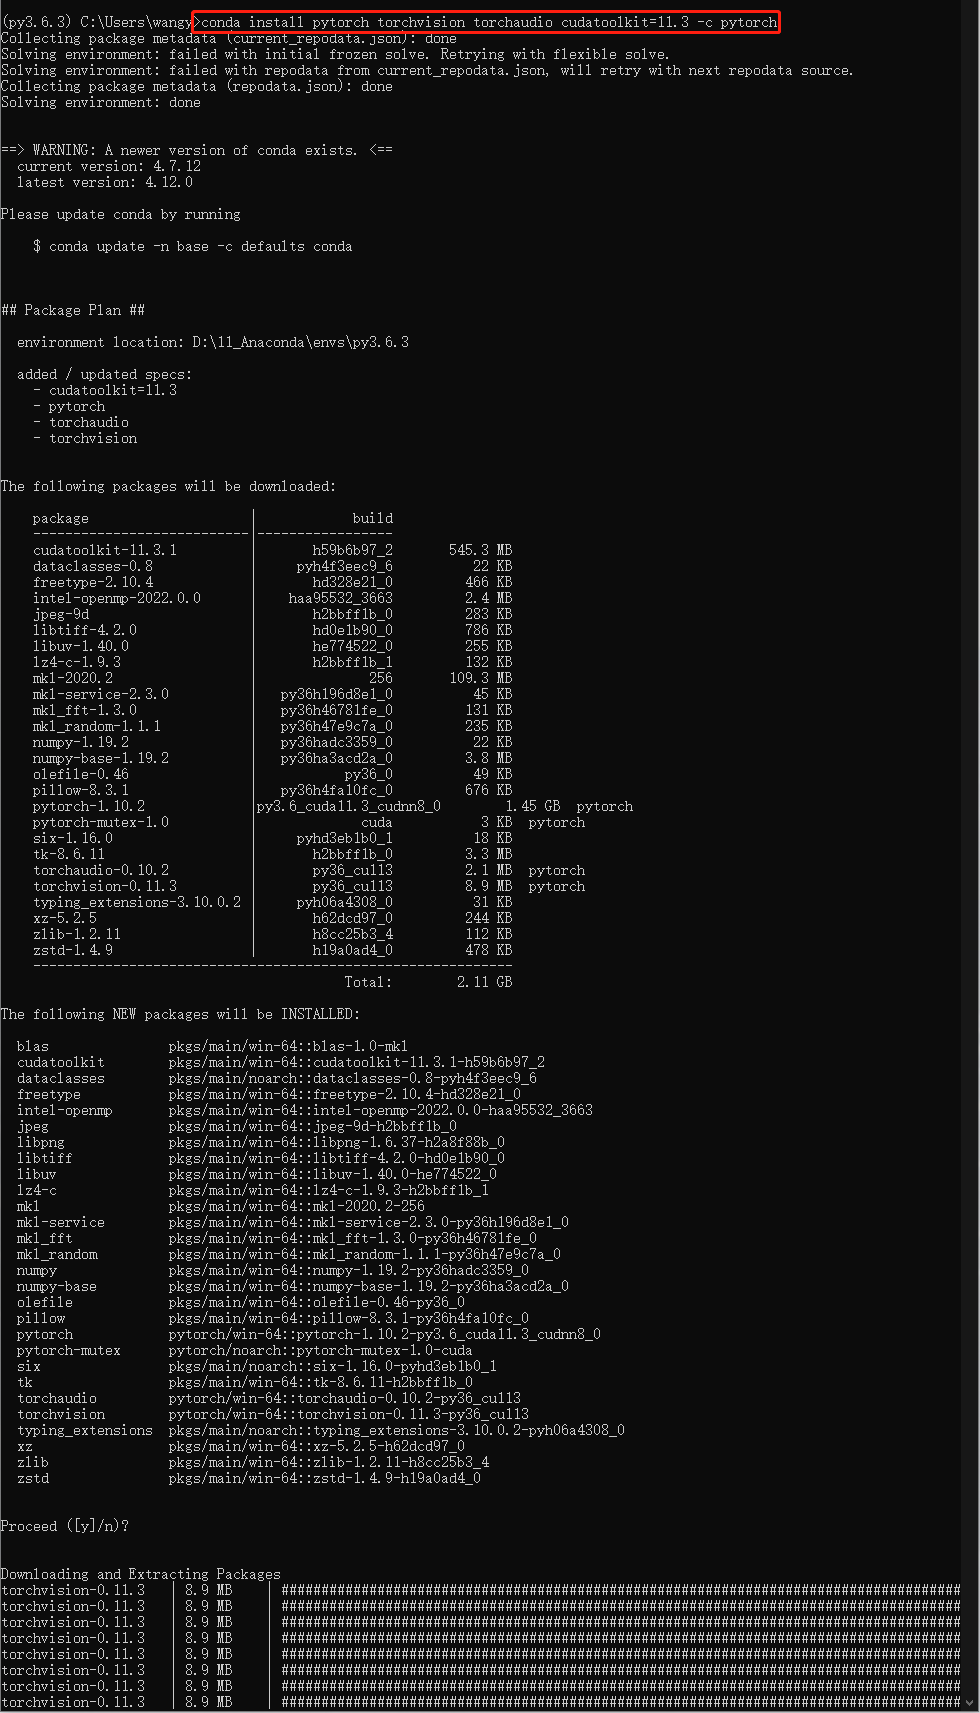 (py3.6.3) C:\Users\wangy>conda install pytorch torchvision torchaudio cudatoolkit=11.3 -c pytorch
Collecting package metadata (current_repodata.json): done
Solving environment: failed with initial frozen solve. Retrying with flexible solve.
Solving environment: failed with repodata from current_repodata.json, will retry with next repodata source.
Collecting package metadata (repodata.json): done
Solving environment: done
==> WARNING: A newer version of conda exists. <==
  current version: 4.7.12
  latest version: 4.12.0
Please update conda by running
    $ conda update -n base -c defaults conda
## Package Plan ##
  environment location: D:\11_Anaconda\envs\py3.6.3
  added / updated specs:
    - cudatoolkit=11.3
    - pytorch
    - torchaudio
    - torchvision
The following packages will be downloaded:
    package                    |            build
    ---------------------------|-----------------
    cudatoolkit-11.3.1         |       h59b6b97_2       545.3 MB
    dataclasses-0.8            |     pyh4f3eec9_6          22 KB
    freetype-2.10.4            |       hd328e21_0         466 KB
    intel-openmp-2022.0.0      |    haa95532_3663         2.4 MB
    jpeg-9d                    |       h2bbff1b_0         283 KB
    libtiff-4.2.0              |       hd0e1b90_0         786 KB
    libuv-1.40.0               |       he774522_0         255 KB
    lz4-c-1.9.3                |       h2bbff1b_1         132 KB
    mkl-2020.2                 |              256       109.3 MB
    mkl-service-2.3.0          |   py36h196d8e1_0          45 KB
    mkl_fft-1.3.0              |   py36h46781fe_0         131 KB
    mkl_random-1.1.1           |   py36h47e9c7a_0         235 KB
    numpy-1.19.2               |   py36hadc3359_0          22 KB
    numpy-base-1.19.2          |   py36ha3acd2a_0         3.8 MB
    olefile-0.46               |           py36_0          49 KB
    pillow-8.3.1               |   py36h4fa10fc_0         676 KB
    pytorch-1.10.2             |py3.6_cuda11.3_cudnn8_0        1.45 GB  pytorch
    pytorch-mutex-1.0          |             cuda           3 KB  pytorch
    six-1.16.0                 |     pyhd3eb1b0_1          18 KB
    tk-8.6.11                  |       h2bbff1b_0         3.3 MB
    torchaudio-0.10.2          |       py36_cu113         2.1 MB  pytorch
    torchvision-0.11.3         |       py36_cu113         8.9 MB  pytorch
    typing_extensions-3.10.0.2 |     pyh06a4308_0          31 KB
    xz-5.2.5                   |       h62dcd97_0         244 KB
    zlib-1.2.11                |       h8cc25b3_4         112 KB
    zstd-1.4.9                 |       h19a0ad4_0         478 KB
    ------------------------------------------------------------
                                           Total:        2.11 GB
The following NEW packages will be INSTALLED:
  blas               pkgs/main/win-64::blas-1.0-mkl
  cudatoolkit        pkgs/main/win-64::cudatoolkit-11.3.1-h59b6b97_2
  dataclasses        pkgs/main/noarch::dataclasses-0.8-pyh4f3eec9_6
  freetype           pkgs/main/win-64::freetype-2.10.4-hd328e21_0
  intel-openmp       pkgs/main/win-64::intel-openmp-2022.0.0-haa95532_3663
  jpeg               pkgs/main/win-64::jpeg-9d-h2bbff1b_0
  libpng             pkgs/main/win-64::libpng-1.6.37-h2a8f88b_0
  libtiff            pkgs/main/win-64::libtiff-4.2.0-hd0e1b90_0
  libuv              pkgs/main/win-64::libuv-1.40.0-he774522_0
  lz4-c              pkgs/main/win-64::lz4-c-1.9.3-h2bbff1b_1
  mkl                pkgs/main/win-64::mkl-2020.2-256
  mkl-service        pkgs/main/win-64::mkl-service-2.3.0-py36h196d8e1_0
  mkl_fft            pkgs/main/win-64::mkl_fft-1.3.0-py36h46781fe_0
  mkl_random         pkgs/main/win-64::mkl_random-1.1.1-py36h47e9c7a_0
  numpy              pkgs/main/win-64::numpy-1.19.2-py36hadc3359_0
  numpy-base         pkgs/main/win-64::numpy-base-1.19.2-py36ha3acd2a_0
  olefile            pkgs/main/win-64::olefile-0.46-py36_0
  pillow             pkgs/main/win-64::pillow-8.3.1-py36h4fa10fc_0
  pytorch            pytorch/win-64::pytorch-1.10.2-py3.6_cuda11.3_cudnn8_0
  pytorch-mutex      pytorch/noarch::pytorch-mutex-1.0-cuda
  six                pkgs/main/noarch::six-1.16.0-pyhd3eb1b0_1
  tk                 pkgs/main/win-64::tk-8.6.11-h2bbff1b_0
  torchaudio         pytorch/win-64::torchaudio-0.10.2-py36_cu113
  torchvision        pytorch/win-64::torchvision-0.11.3-py36_cu113
  typing_extensions  pkgs/main/noarch::typing_extensions-3.10.0.2-pyh06a4308_0
  xz                 pkgs/main/win-64::xz-5.2.5-h62dcd97_0
  zlib               pkgs/main/win-64::zlib-1.2.11-h8cc25b3_4
  zstd               pkgs/main/win-64::zstd-1.4.9-h19a0ad4_0
Proceed ([y]/n)?
Downloading and Extracting Packages
torchvision-0.11.3   | 8.9 MB    | #####################################################################################
torchvision-0.11.3   | 8.9 MB    | #####################################################################################
torchvision-0.11.3   | 8.9 MB    | #####################################################################################
torchvision-0.11.3   | 8.9 MB    | #####################################################################################
torchvision-0.11.3   | 8.9 MB    | #####################################################################################
torchvision-0.11.3   | 8.9 MB    | #####################################################################################
torchvision-0.11.3   | 8.9 MB    | #####################################################################################
torchvision-0.11.3   | 8.9 MB    | #####################################################################################